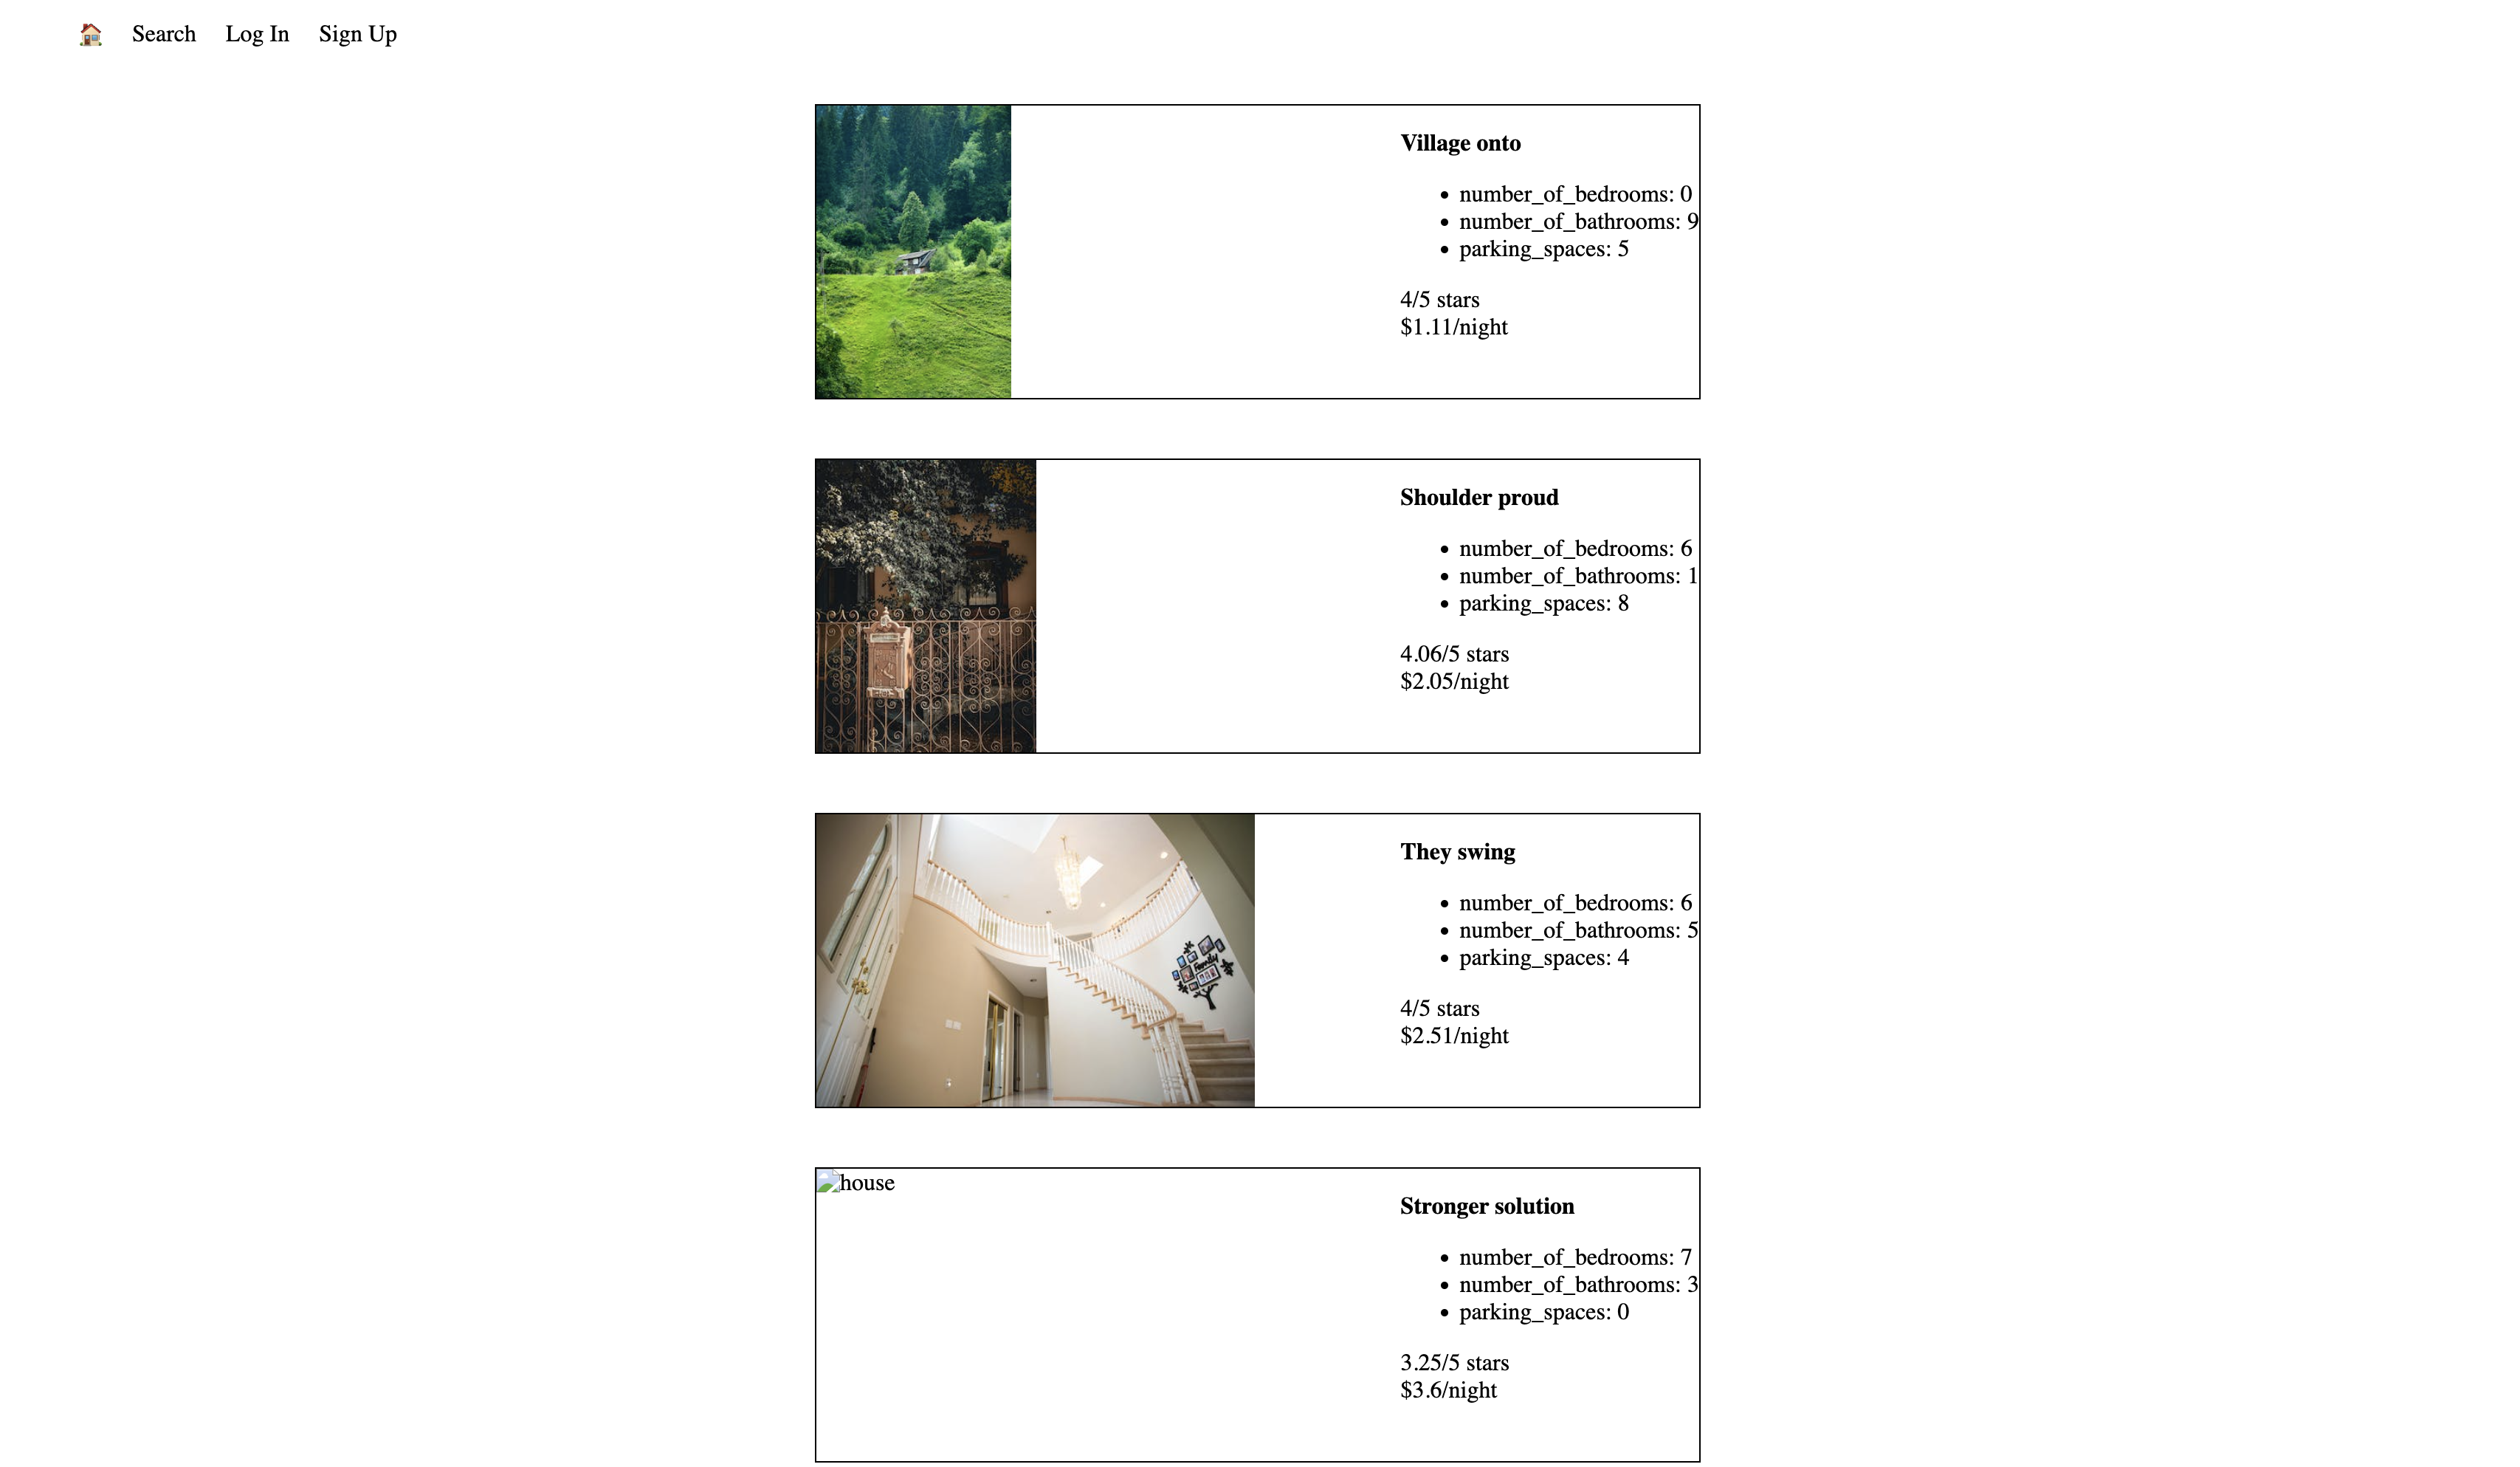 Search Log In Sign Up
Village onto
number_of_bedrooms: 0
number_of_bathrooms: 9
parking_spaces: 5
4/5 stars
$1.11/night
Shoulder proud
number_of_bedrooms: 6
number_of_bathrooms: 1
parking_spaces: 8
4.06/5 stars
$2.05/night
family
They swing
number_of_bedrooms: 6
number_of_bathrooms: 5
parking_spaces: 4
4/5 stars
$2.51/night
house
Stronger solution
number_of_bedrooms: 7
number_of_bathrooms: 3
parking_spaces: 0
3.25/5 stars
$3.6/night